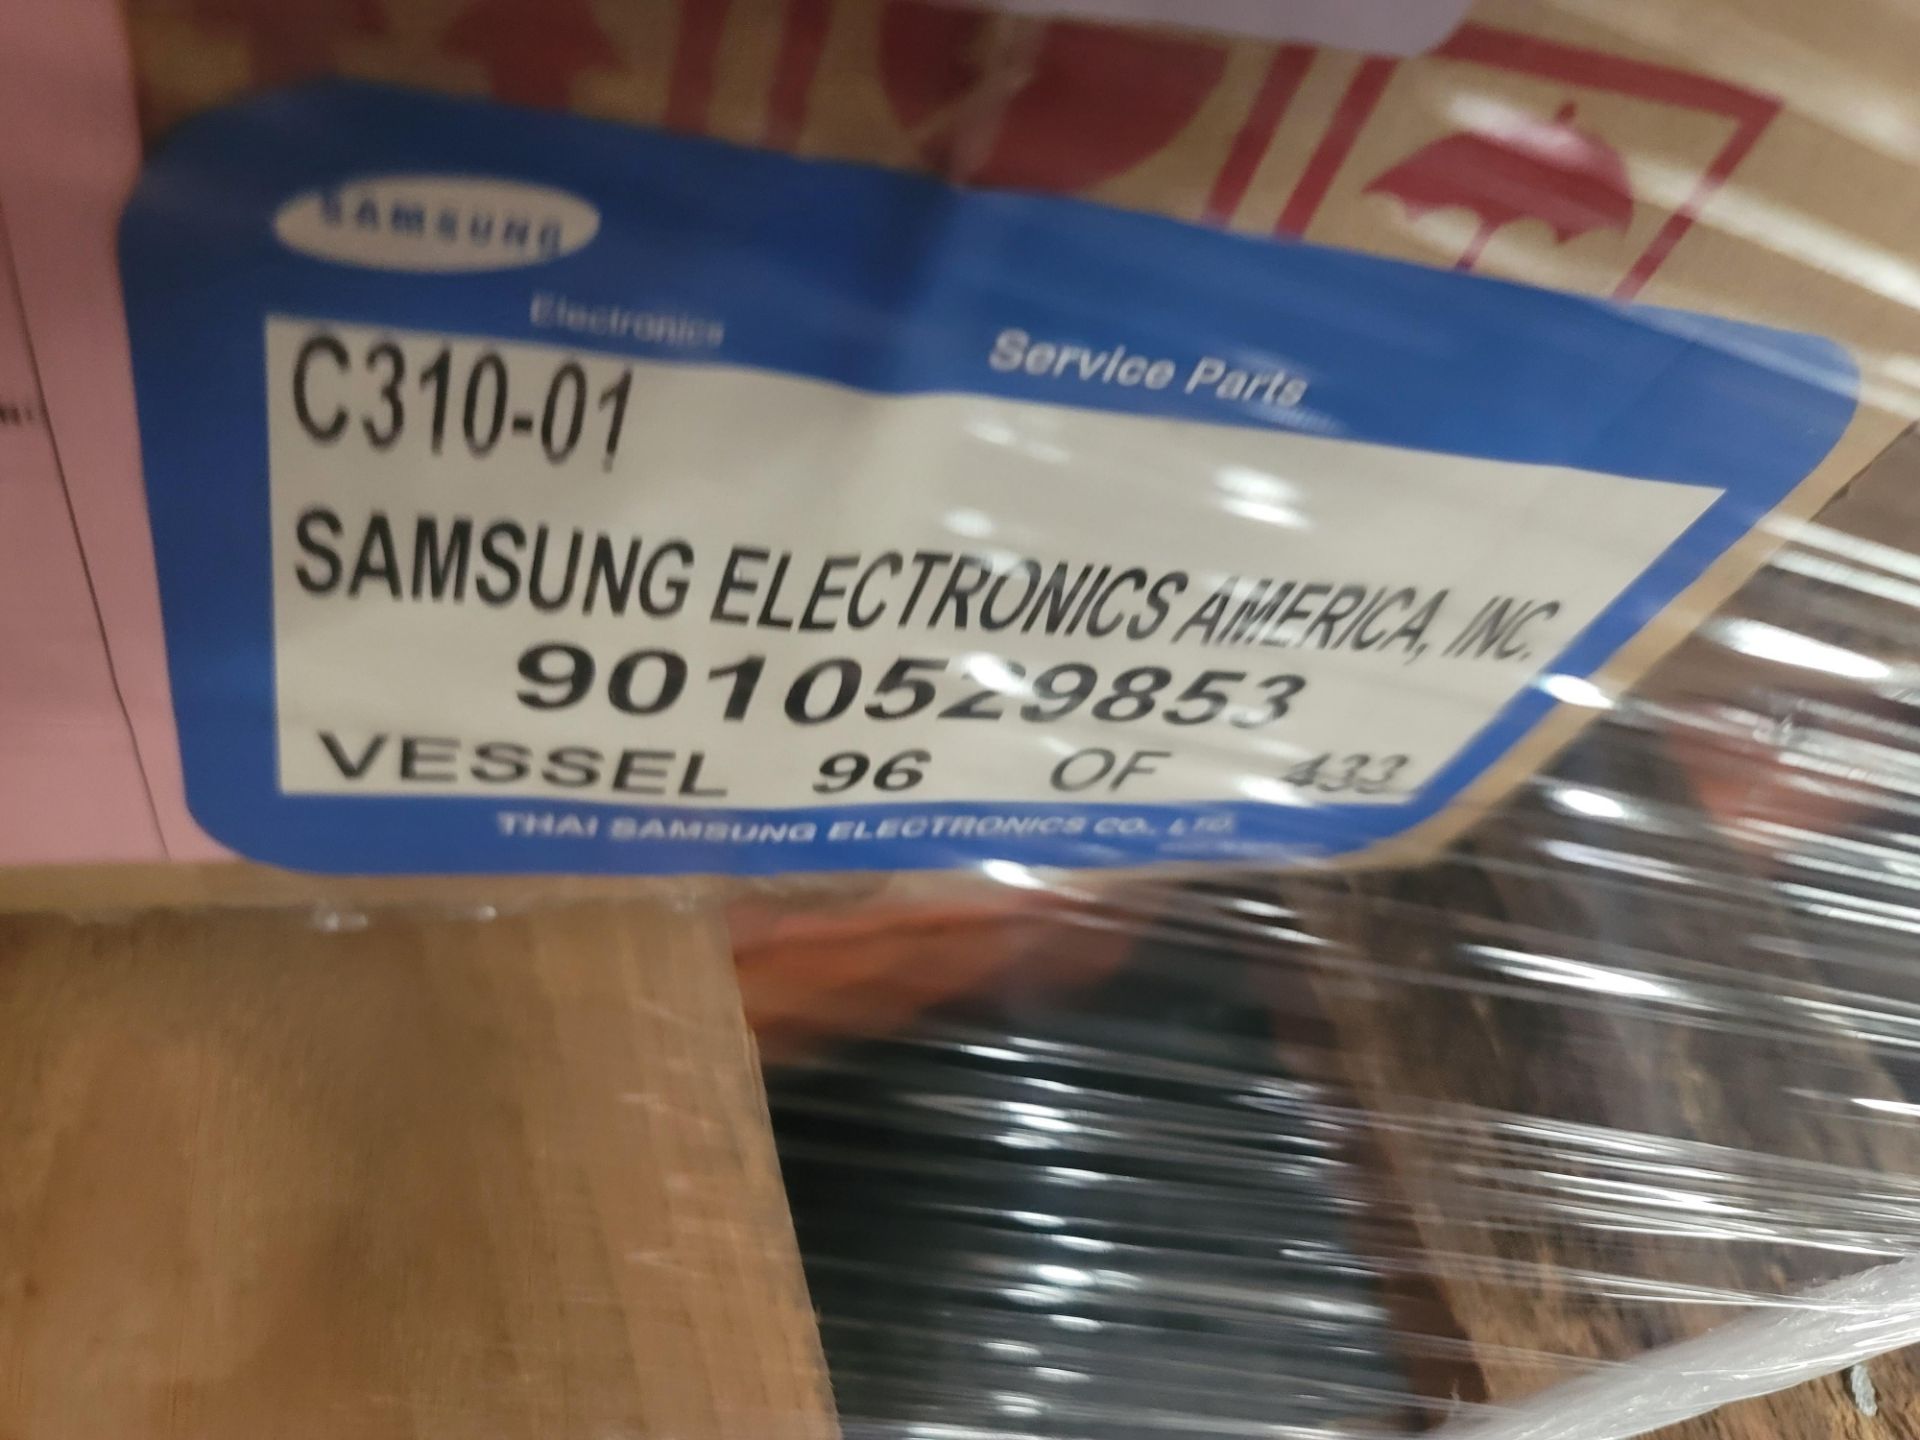 SAMSUNG
Electronics
Service Parts
C310-01
SAMSUNG ELECTRONICS AMERICA, INC.
9010529853
VESSEL 96 OF 433
THAI SAMSUNG ELECTRONICS CO., LTD.